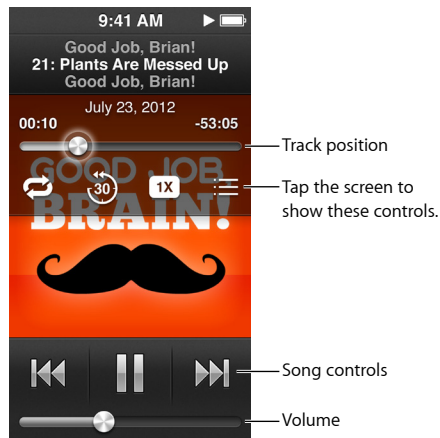 9:41 AM
Good Job, Brian!
21: Plants Are Messed Up
Good Job, Brian!
July 23, 2012
00:10
-53:05
Track position
GOOD JOB
30
1X
Tap the screen to
show these controls.
BRAIN!
Song controls
Volume